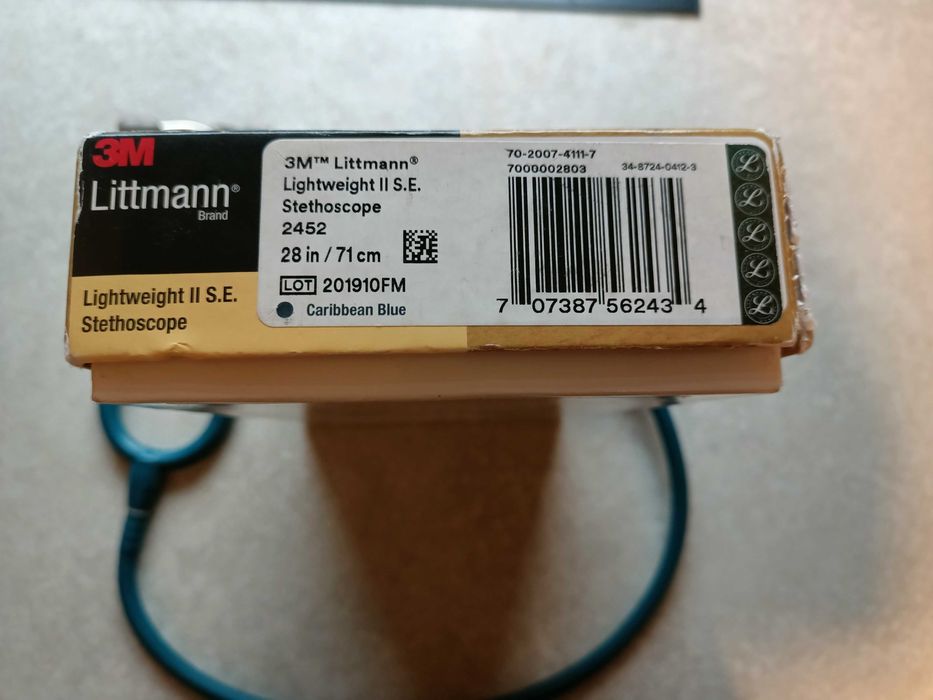 3M
Littmann®
Brand
Lightweight II S.E.
Stethoscope
3M™ Littmann®
Lightweight II S.E.
Stethoscope
2452
28 in / 71 cm
LOT 201910FM
Caribbean Blue
70-2007-4111-7
7000002803
34-8724-0412-3
7 07387 56243 4
L
L
L
L
L